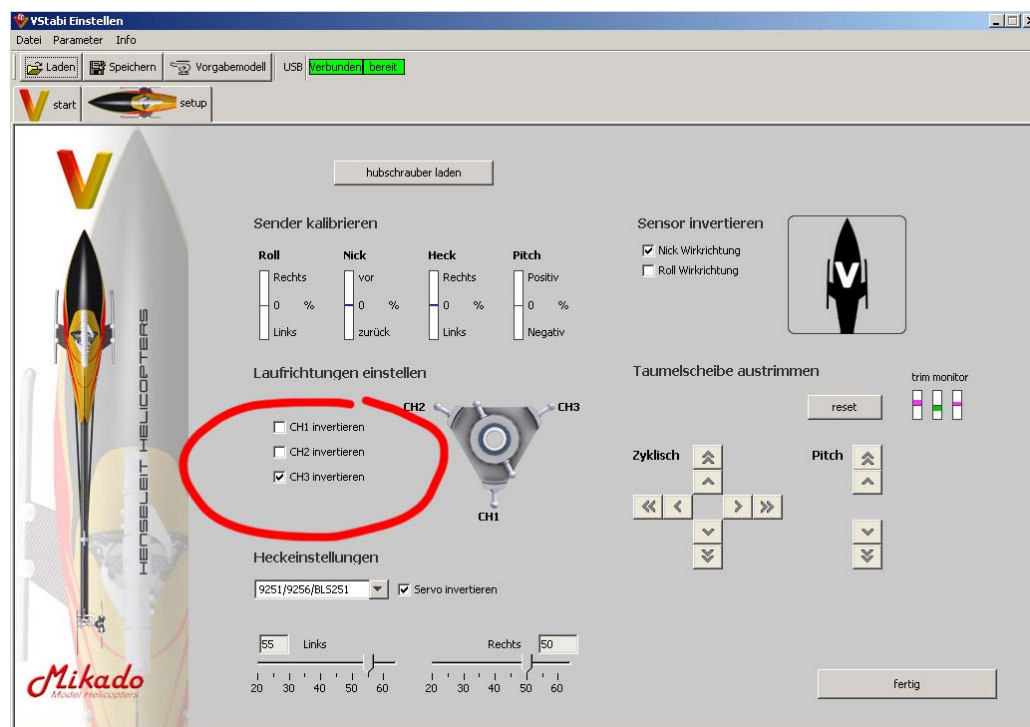 VStabi Einstellen
Datei Parameter Info
Laden Speichern Vorgabemodell USB Verbunden bereit
V start setup
V
hubschrauber laden
Sender kalibrieren
Roll Nick Heck Pitch
Rechts vor Rechts Positiv
0 % 0 % 0 % 0 %
Links zurück Links Negativ
Sensor invertieren
Nick Wirkrichtung
Roll Wirkrichtung
V
HENSELEIT HELICOPTERS
Laufrichtungen einstellen
CH1 invertieren
CH2 invertieren
CH3 invertieren
CH2 CH3
CH1
Taumelscheibe austrimmen
trim monitor
reset
Zyklisch Pitch
Heckeinstellungen
9251/9256/BLS251 Servo invertieren
55 Links Rechts 50
20 30 40 50 60 20 30 40 50 60
Mikado
Model Helicopters
fertig